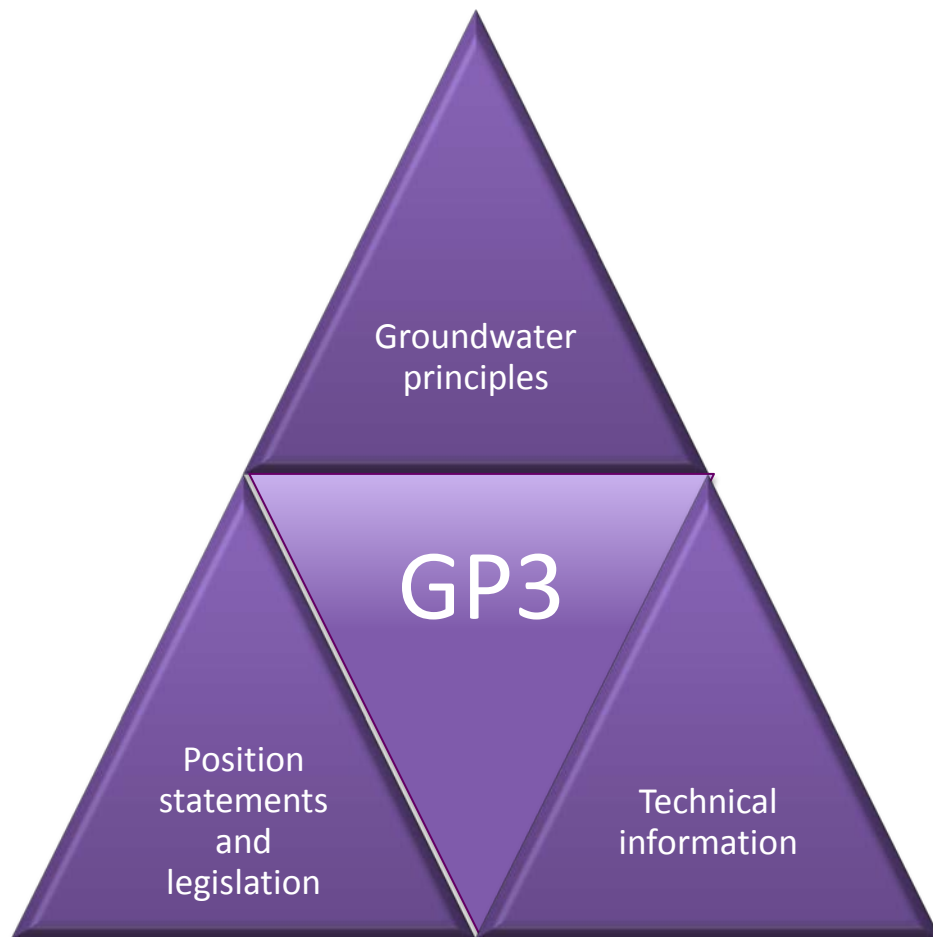 Groundwater
principles
GP3
Position
statements
and
legislation
Technical
information